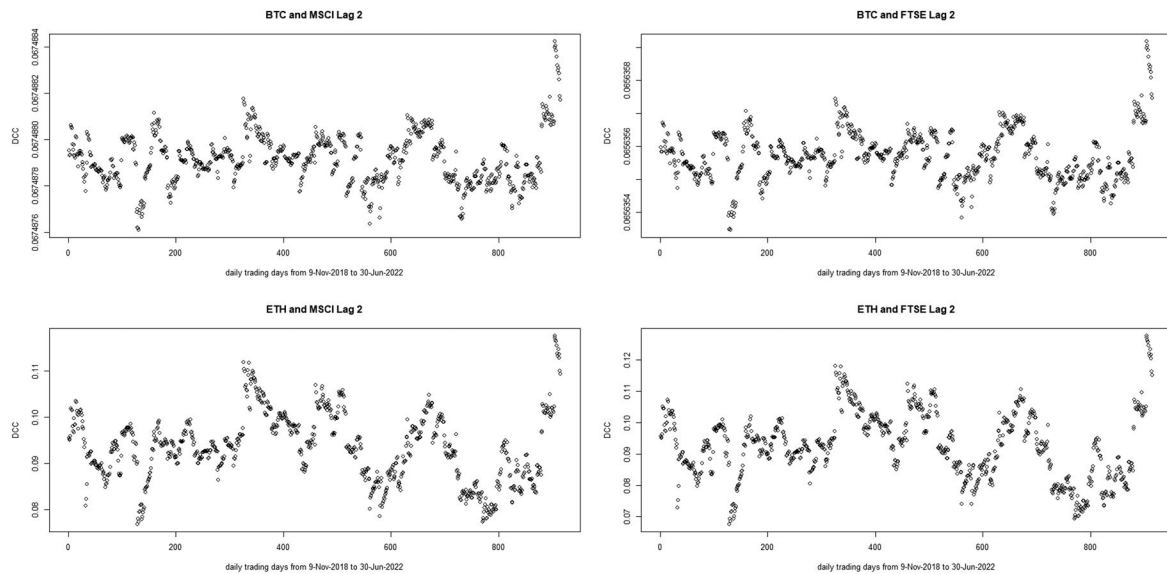 BTC and MSCI Lag 2
DCC
0.0674884
0.0674882
0.0674880
0.0674878
0.0674876
0 200 400 600 800
daily trading days from 9-Nov-2018 to 30-Jun-2022
BTC and FTSE Lag 2
DCC
0.0656358
0.0656356
0.0656354
0 200 400 600 800
daily trading days from 9-Nov-2018 to 30-Jun-2022
ETH and MSCI Lag 2
DCC
0.11
0.10
0.09
0.08
0 200 400 600 800
daily trading days from 9-Nov-2018 to 30-Jun-2022
ETH and FTSE Lag 2
DCC
0.12
0.11
0.10
0.09
0.08
0.07
0 200 400 600 800
daily trading days from 9-Nov-2018 to 30-Jun-2022